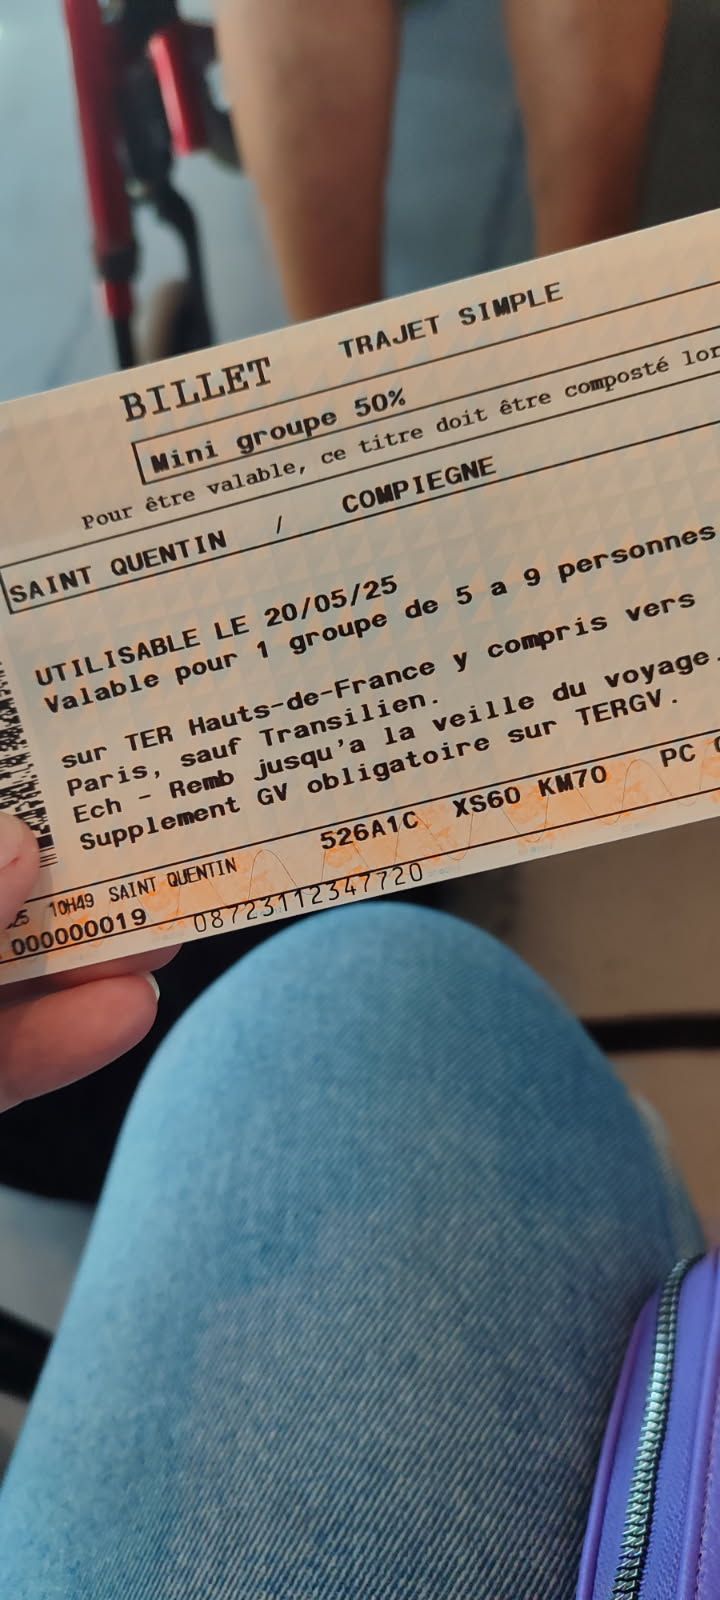 BILLET TRAJET SIMPLE
Mini groupe 50%
Pour être valable, ce titre doit être composté
SAINT QUENTIN / COMPIEGNE
UTILISABLE LE 20/05/25
Valable pour 1 groupe de 5 a 9 personnes
sur TER Hauts-de-France y compris vers
Paris, sauf Transilien.
Ech - Remb jusqu'a la veille du voyage.
Supplement GV obligatoire sur TERGV.
526A1C XS60 KM70 PC
10H49 SAINT QUENTIN
000000019 08723112347720